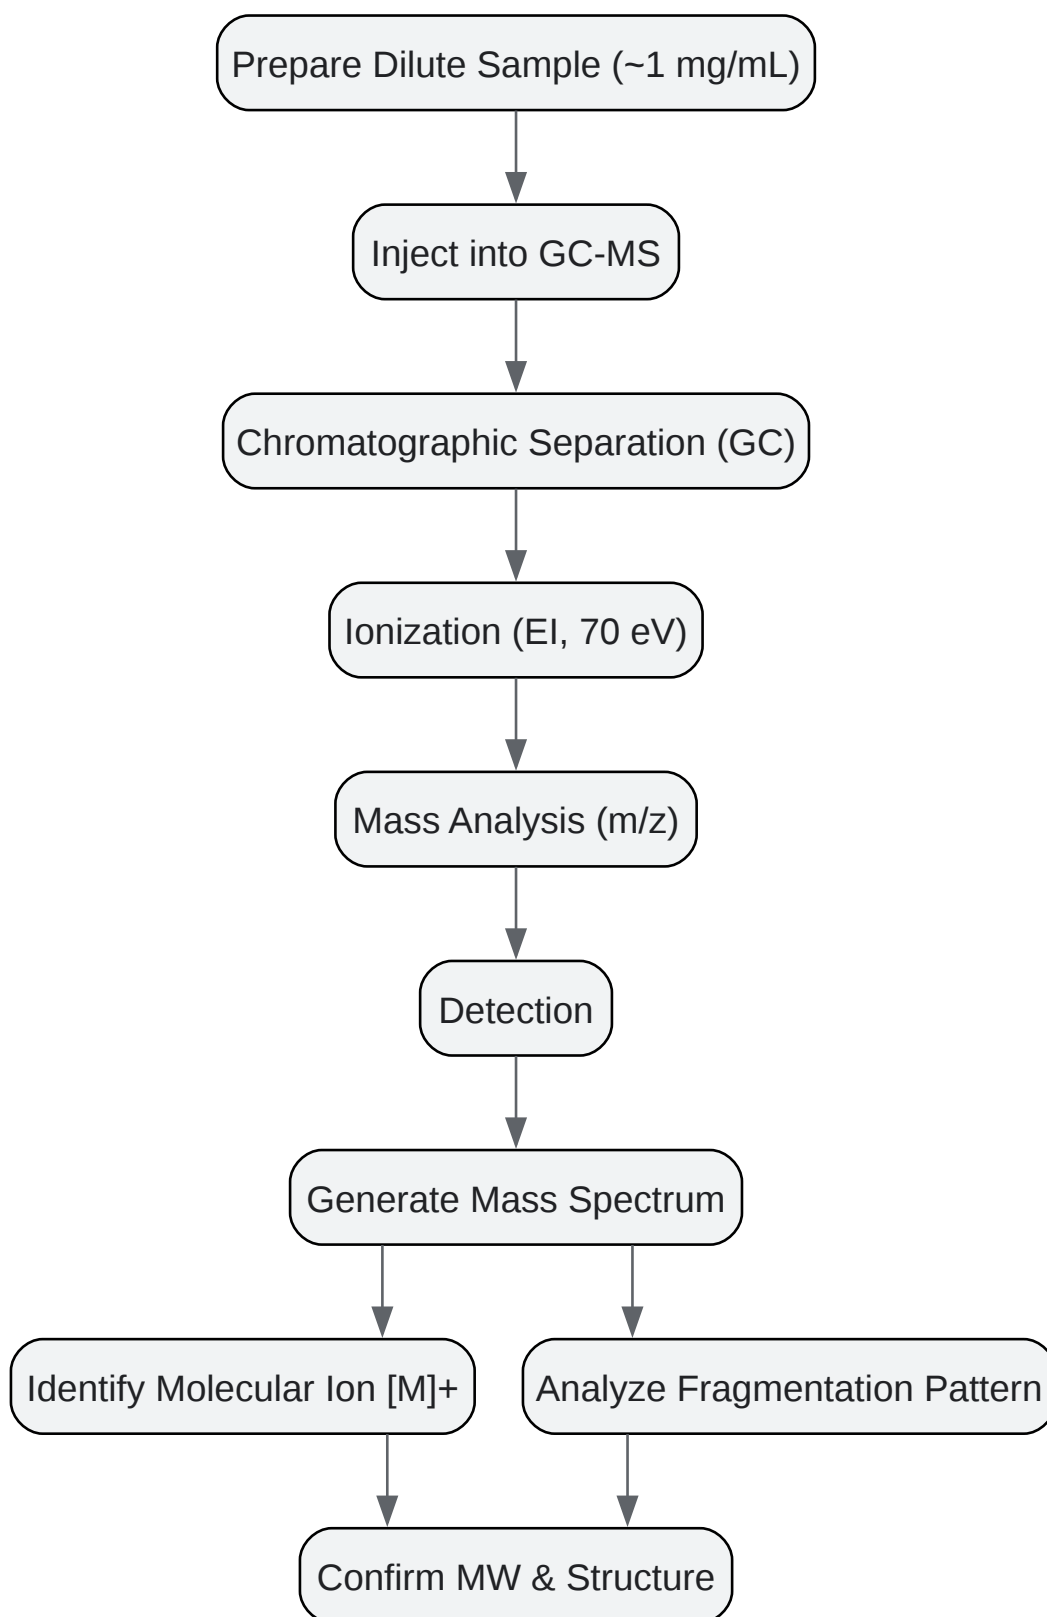 Prepare Dilute Sample (~1 mg/mL)
Inject into GC-MS
Chromatographic Separation (GC)
Ionization (EI, 70 eV)
Mass Analysis (m/z)
Detection
Generate Mass Spectrum
Identify Molecular Ion [M]+
Analyze Fragmentation Pattern
Confirm MW & Structure